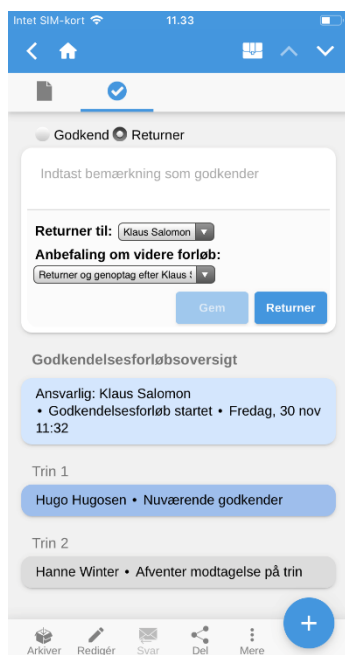 Intet SIM-kort 11.33
Godkend Returner
Indtast bemærkning som godkender
Returner til: Klaus Salomon
Anbefaling om videre forløb:
Returner og genoptag efter Klaus
Gem Returner
Godkendelsesforløbsoversigt
Ansvarlig: Klaus Salomon
• Godkendelsesforløb startet • Fredag, 30 nov
11:32
Trin 1
Hugo Hugosen • Nuværende godkender
Trin 2
Hanne Winter • Afventer modtagelse på trin
Arkiver Redigér Svar Del Mere